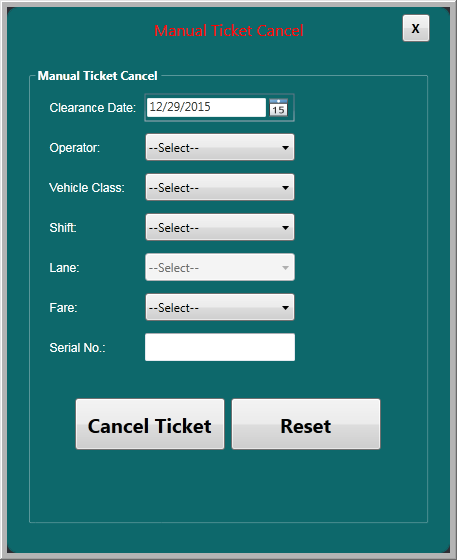 Manual Ticket Cancel
X
Manual Ticket Cancel
Clearance Date: 12/29/2015 15
Operator: --Select--
Vehicle Class: --Select--
Shift: --Select--
Lane: --Select--
Fare: --Select--
Serial No.:
Cancel Ticket Reset